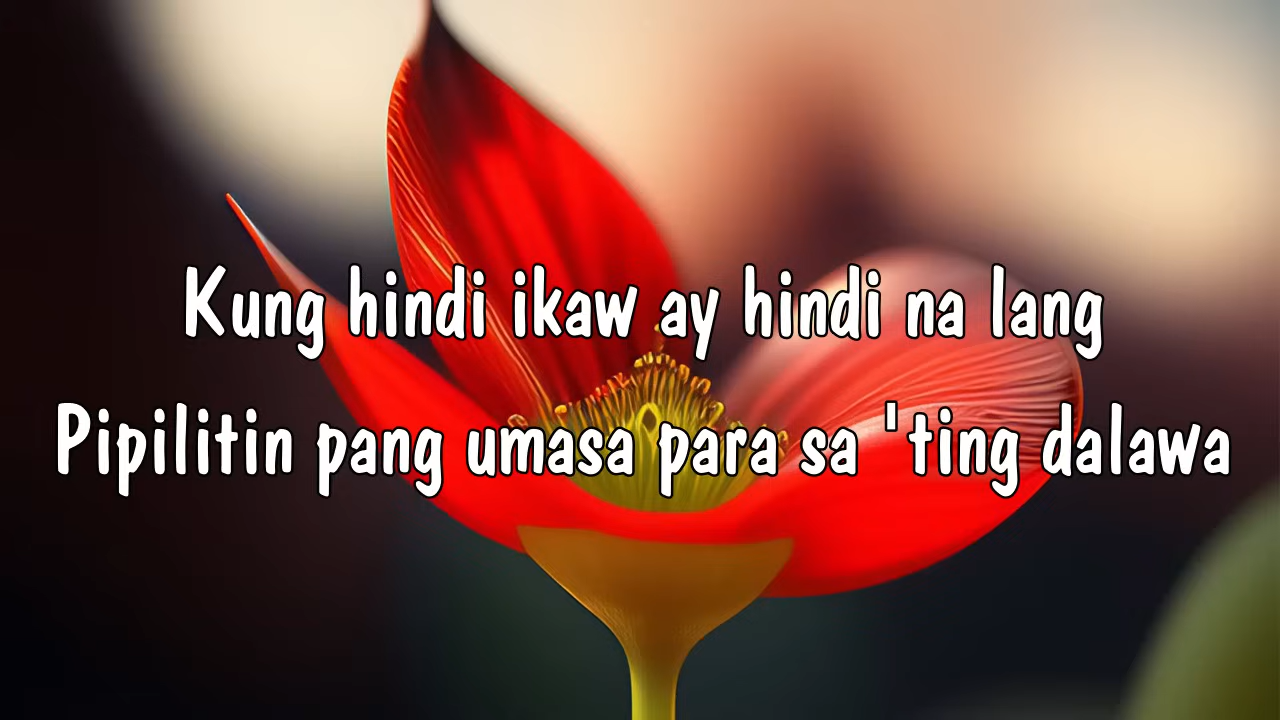 Kung hindi ikaw ay hindi na lang
Pipilitin pang umasa para sa 'ting dalawa